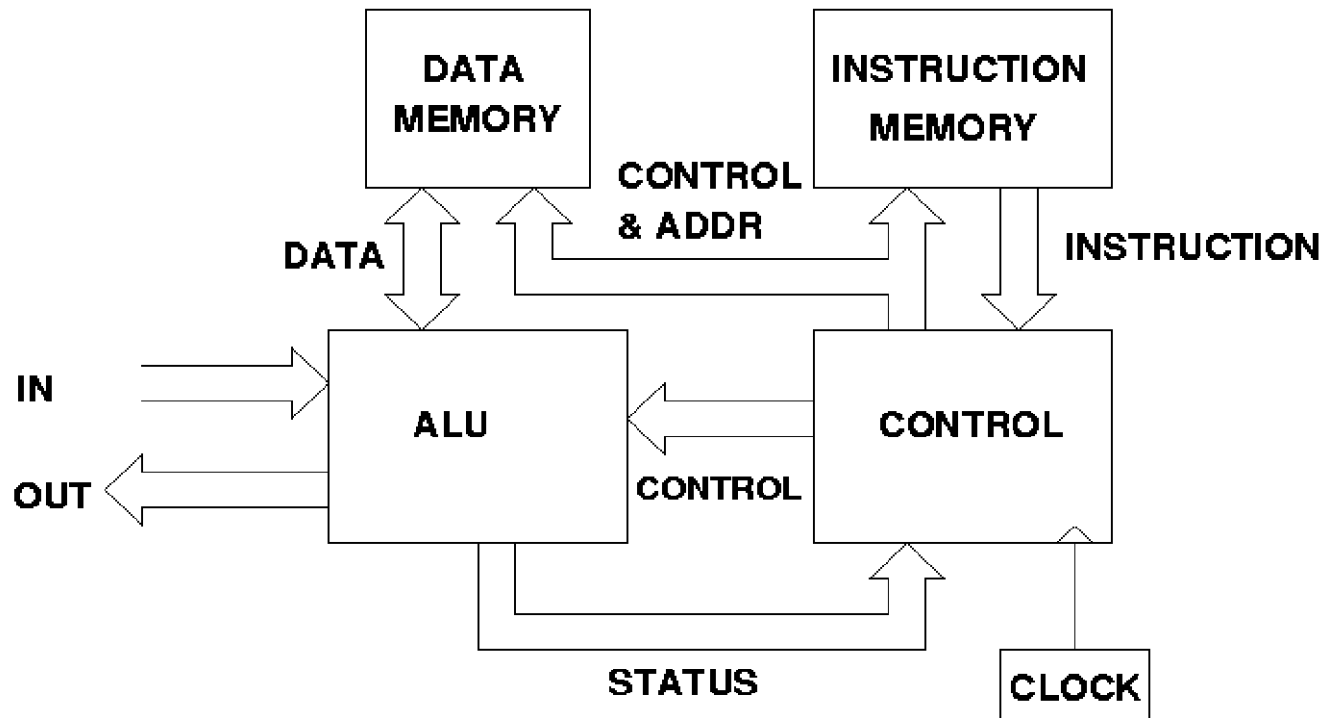 DATA
MEMORY
INSTRUCTION
MEMORY
CONTROL
& ADDR
DATA
INSTRUCTION
IN
ALU
CONTROL
OUT
CONTROL
STATUS
CLOCK